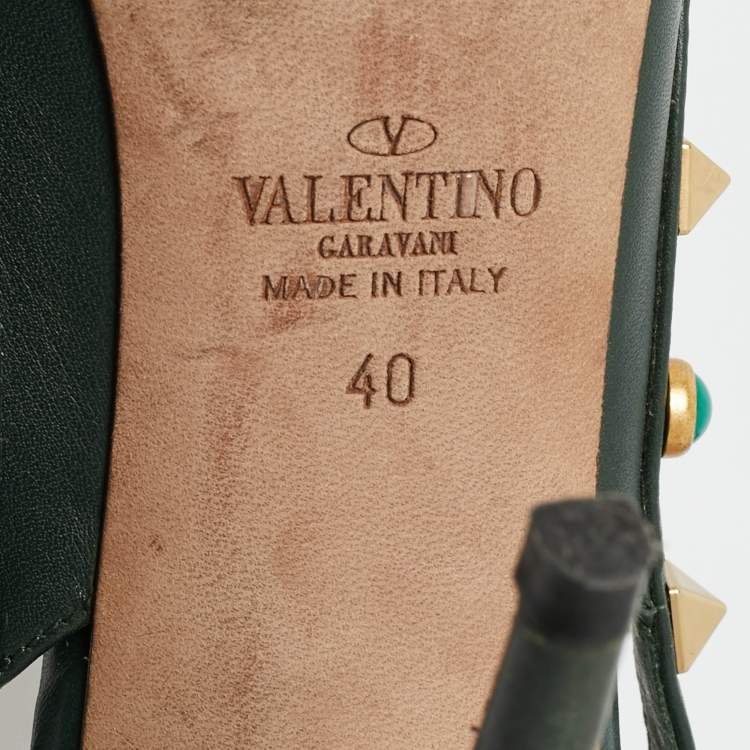 V
VALENTINO
GARAVANI
MADE IN ITALY
40